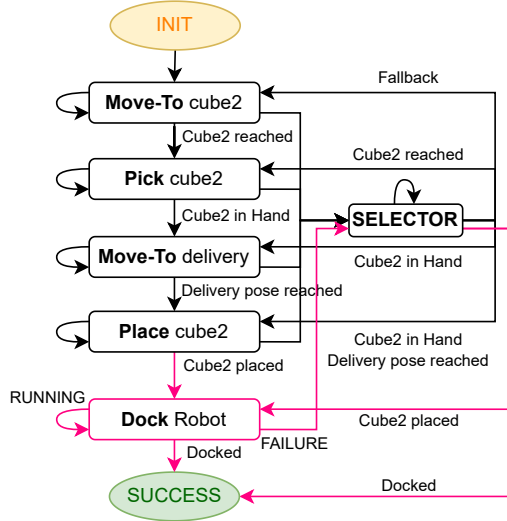 INIT
Fallback
Move-To cube2
Cube2 reached
Cube2 reached
Pick cube2
Cube2 in Hand
SELECTOR
Move-To delivery
Cube2 in Hand
Delivery pose reached
Place cube2
Cube2 in Hand
Delivery pose reached
Cube2 placed
RUNNING
Dock Robot
Cube2 placed
FAILURE
Docked
Docked
SUCCESS